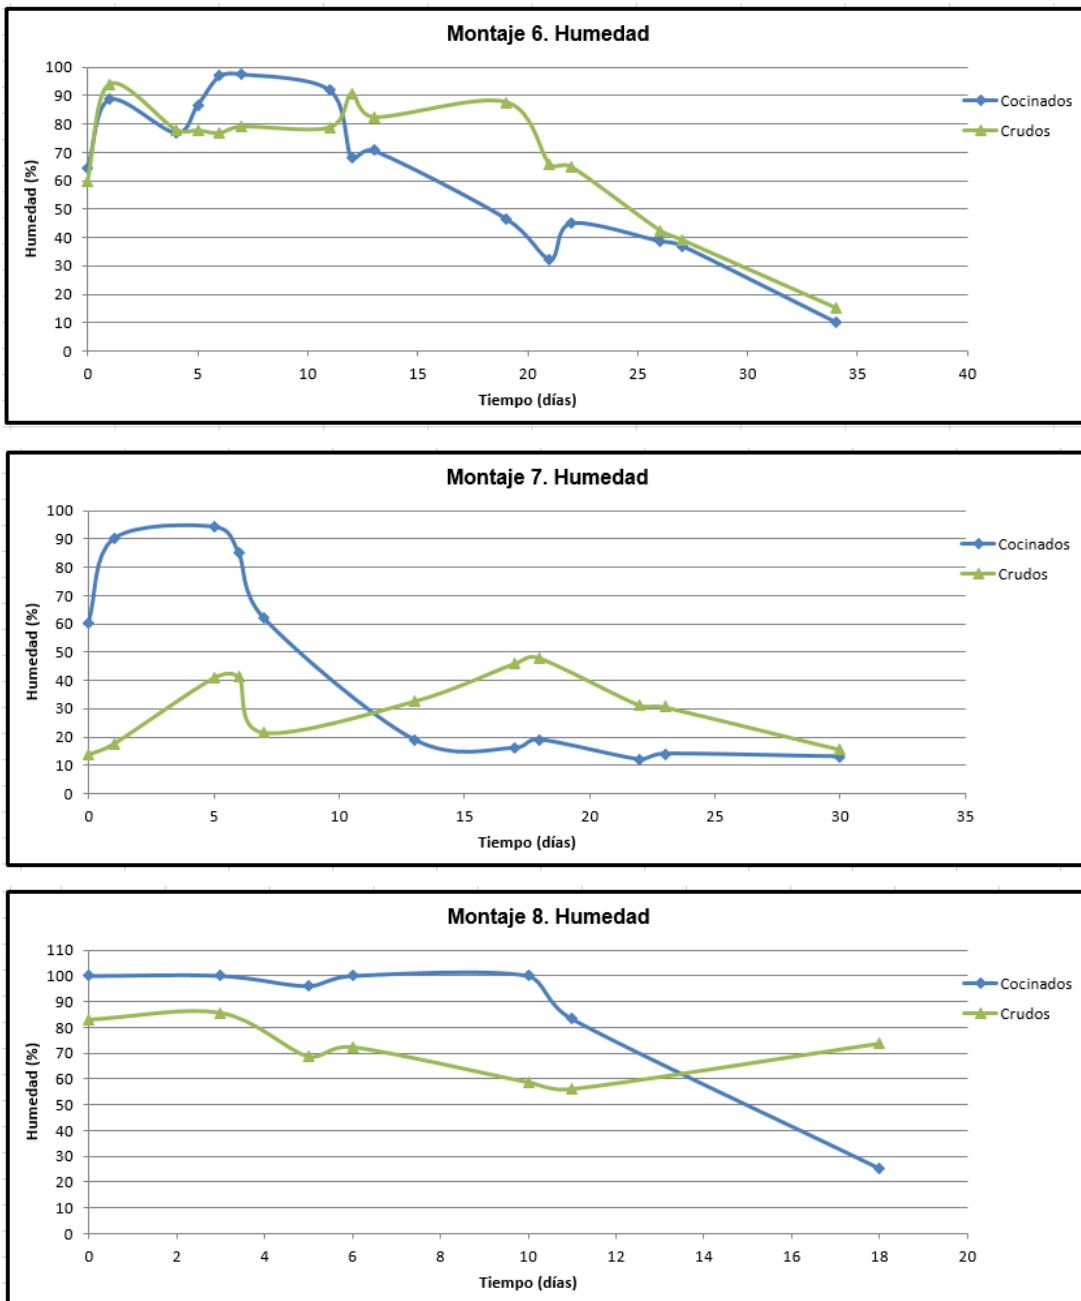 Montaje 6. Humedad
100
90
80
70
60
50
40
30
20
10
0
Humedad (%)
0 5 10 15 20 25 30 35 40
Tiempo (días)
Cocinados
Crudos
Montaje 7. Humedad
100
90
80
70
60
50
40
30
20
10
0
Humedad (%)
0 5 10 15 20 25 30 35
Tiempo (días)
Cocinados
Crudos
Montaje 8. Humedad
110
100
90
80
70
60
50
40
30
20
10
0
Humedad (%)
0 2 4 6 8 10 12 14 16 18 20
Tiempo (días)
Cocinados
Crudos